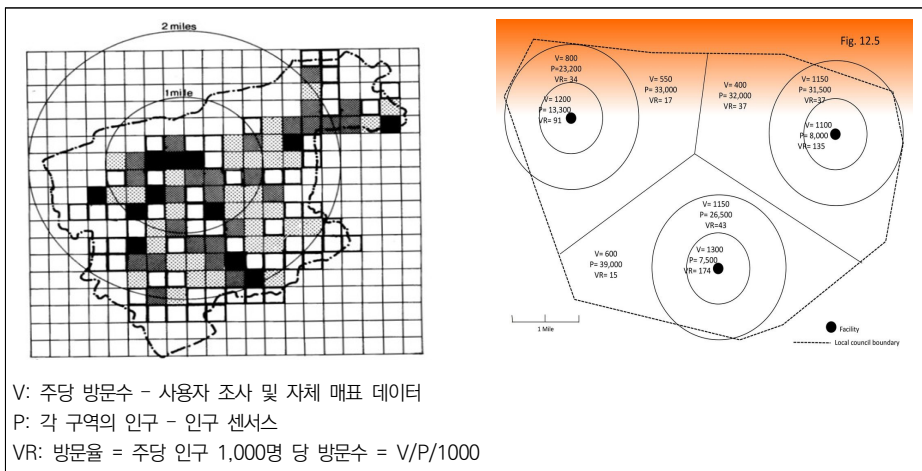 2 miles
1 mile
Fig. 12.5
V= 800
P=23,200
VR= 34
V= 1200
P= 13,300
VR= 91
V= 550
P= 33,000
VR= 17
V= 400
P= 32,000
VR= 37
V= 1150
P= 31,500
VR=37
V= 1100
P= 8,000
VR= 135
V= 1150
P= 26,500
VR=43
V= 1300
P= 7,500
VR= 174
V= 600
P= 39,000
VR= 15
1 Mile
Facility
Local council boundary
V: 주당 방문수 - 사용자 조사 및 자체 매표 데이터
P: 각 구역의 인구 - 인구 센서스
VR: 방문율 = 주당 인구 1,000명 당 방문수 = V/P/1000